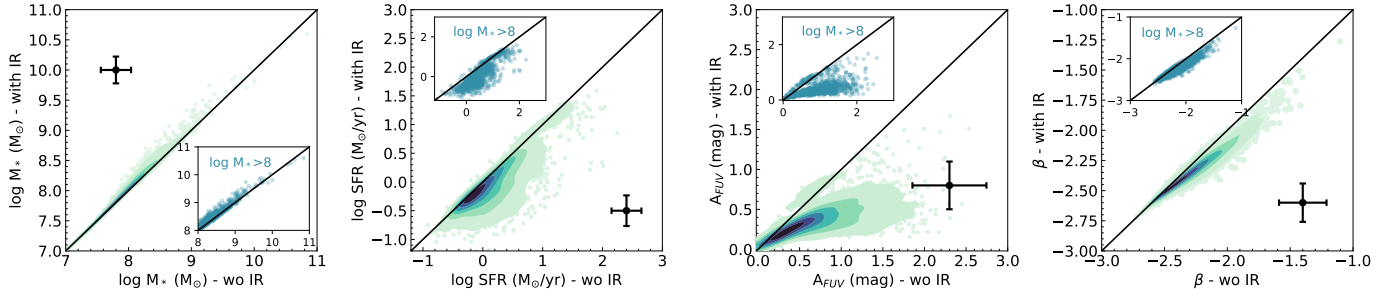 11.0
10.5
10.0
9.5
9.0
8.5
8.0
7.5
7.0
log M* (M⊙) - with IR
7 8 9 10 11
log M* (M⊙) - wo IR
log M*>8
11
10
9
8
8 9 10 11
3.0
2.5
2.0
1.5
1.0
0.5
0.0
−0.5
−1.0
log SFR (M⊙/yr) - with IR
−1 0 1 2 3
log SFR (M⊙/yr) - wo IR
log M*>8
2
0
0 2
3.0
2.5
2.0
1.5
1.0
0.5
0.0
A_FUV (mag) - with IR
0.0 0.5 1.0 1.5 2.0 2.5 3.0
A_FUV (mag) - wo IR
log M*>8
2
0
0 2
−1.00
−1.25
−1.50
−1.75
−2.00
−2.25
−2.50
−2.75
−3.00
β - with IR
−3.0 −2.5 −2.0 −1.5 −1.0
β - wo IR
log M*>8
−1
−2
−3
−3 −2 −1